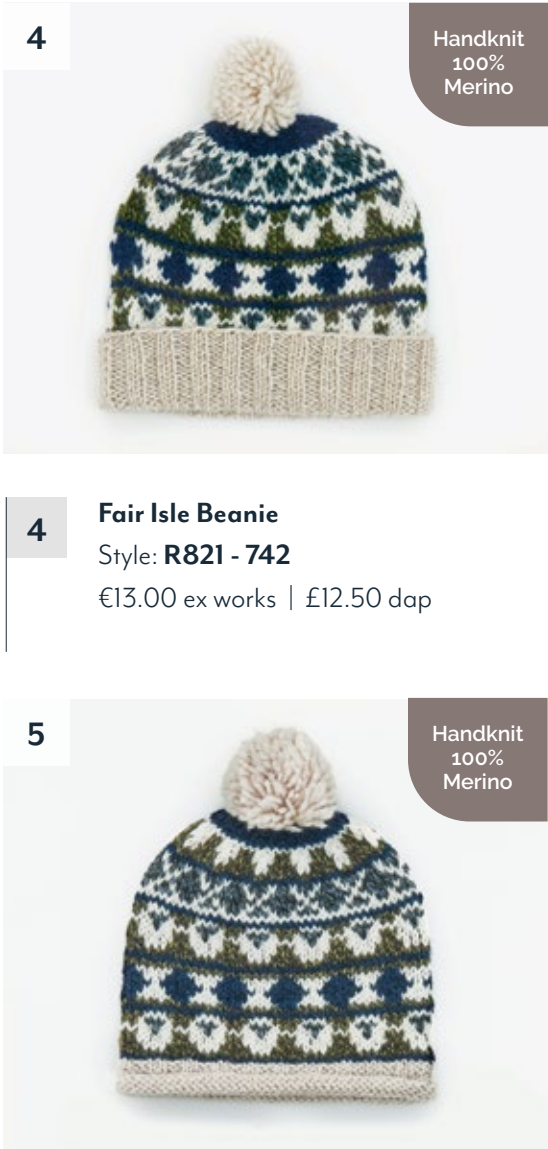 4
Handknit
100%
Merino
4
Fair Isle Beanie
Style: R821 - 742
€13.00 ex works | £12.50 dap
5
Handknit
100%
Merino